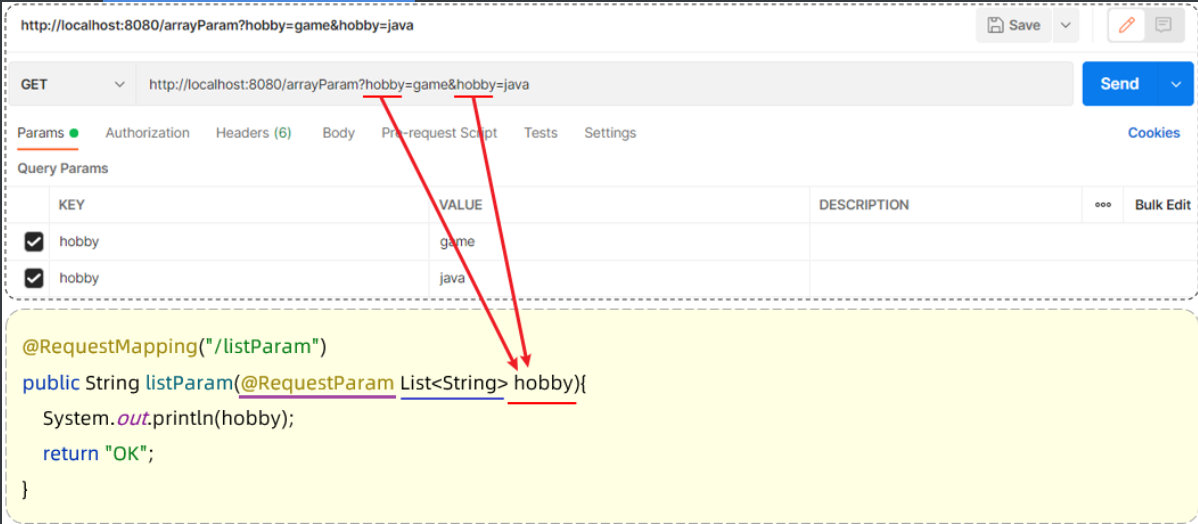 http://localhost:8080/arrayParam?hobby=game&hobby=java
Save
GET
http://localhost:8080/arrayParam?hobby=game&hobby=java
Send
Params Authorization Headers (6) Body Pre-request Script Tests Settings Cookies
Query Params
KEY VALUE DESCRIPTION ooo Bulk Edit
hobby game
hobby java
@RequestMapping("/listParam")
public String listParam(@RequestParam List<String> hobby){
System.out.println(hobby);
return "OK";
}